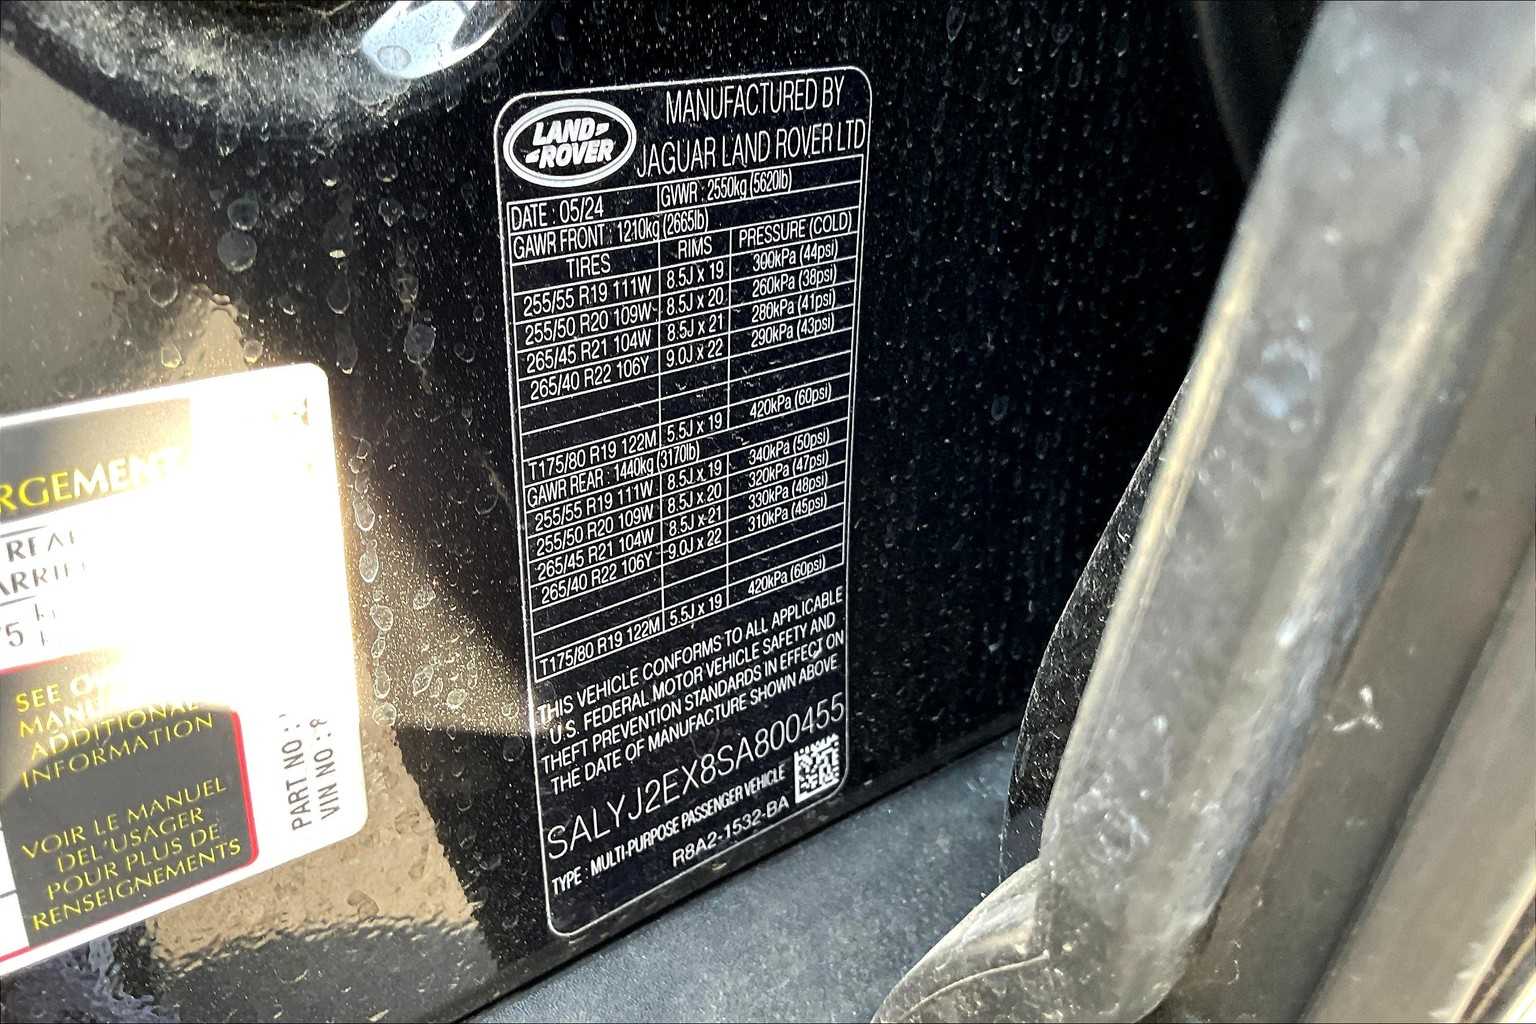 LAND-
-ROVER
MANUFACTURED BY
JAGUAR LAND ROVER LTD
DATE : 05/24 GVWR : 2550kg (5620lb)
GAWR FRONT : 1210kg (2665lb)
TIRES RIMS PRESSURE (COLD)
255/55 R19 111W 8.5J x 19 300kPa (44psi)
255/50 R20 109W 8.5J x 20 260kPa (38psi)
265/45 R21 104W 8.5J x 21 280kPa (41psi)
265/40 R22 106Y 9.0J x 22 290kPa (43psi)
T175/80 R19 122M 5.5J x 19 420kPa (60psi)
GAWR REAR : 1440kg (3170lb)
255/55 R19 111W 8.5J x 19 340kPa (50psi)
255/50 R20 109W 8.5J x 20 320kPa (47psi)
265/45 R21 104W 8.5J x 21 330kPa (48psi)
265/40 R22 106Y 9.0J x 22 310kPa (45psi)
T175/80 R19 122M 5.5J x 19 420kPa (60psi)
THIS VEHICLE CONFORMS TO ALL APPLICABLE
U.S. FEDERAL MOTOR VEHICLE SAFETY AND
THEFT PREVENTION STANDARDS IN EFFECT ON
THE DATE OF MANUFACTURE SHOWN ABOVE.
SALYJ2EX8SA800455
TYPE : MULTI-PURPOSE PASSENGER VEHICLE
R8A2-1532-BA
RGEMENT
SEE
ADDITIONAL
INFORMATION
VOIR LE MANUEL
DEL'USAGER
POUR PLUS DE
RENSEIGNEMENTS
PART NO :
VIN NO :